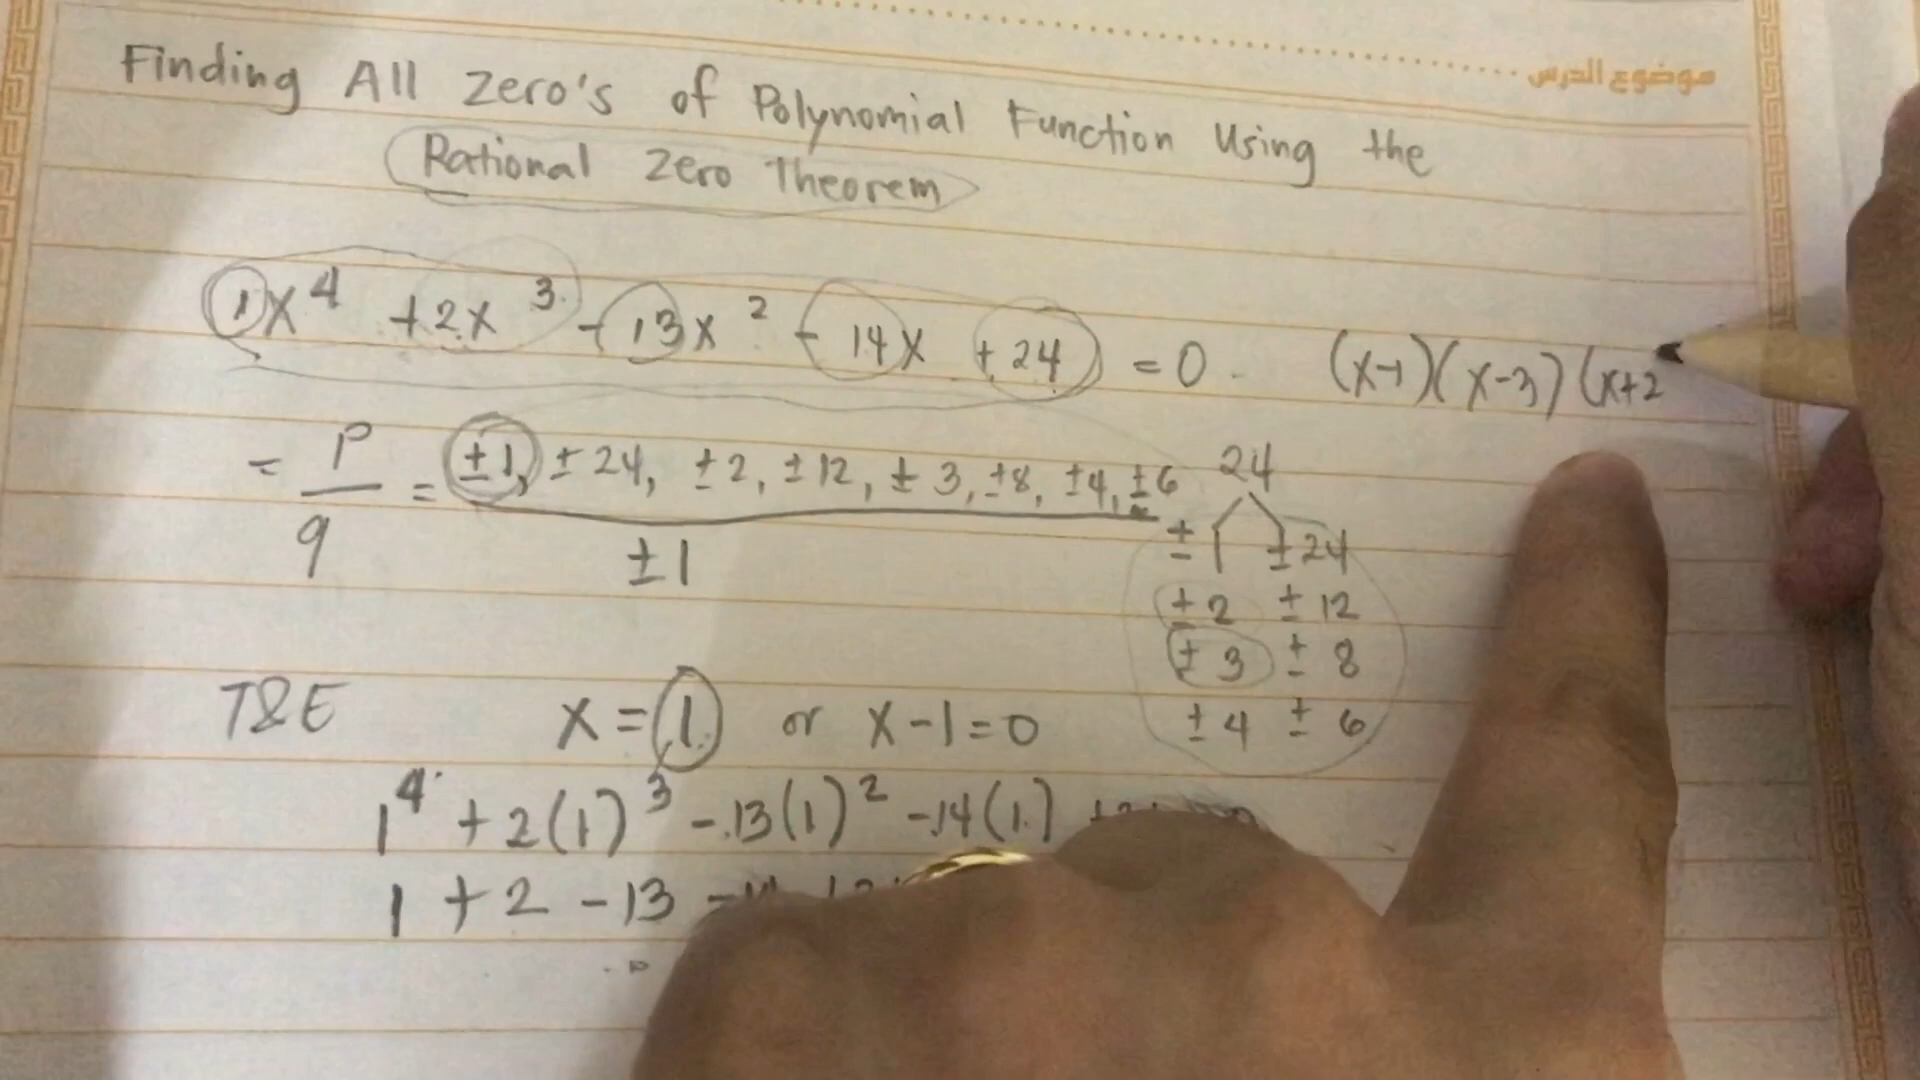 موضوع الدرس
Finding All Zero's of Polynomial Function Using the
Rational Zero Theorem
1x⁴ +2x³ -13x² - 14x + 24 = 0. (x-1)(x-3)(x+2
= P/q = ±1, ±24, ±2, ±12, ±3, ±8, ±4, ±6 / ±1
24
±1 ±24
±2 ±12
±3 ±8
±4 ±6
T&E x = 1 or x-1=0
1⁴ + 2(1)³ - 13(1)² - 14(1)
1 + 2 - 13